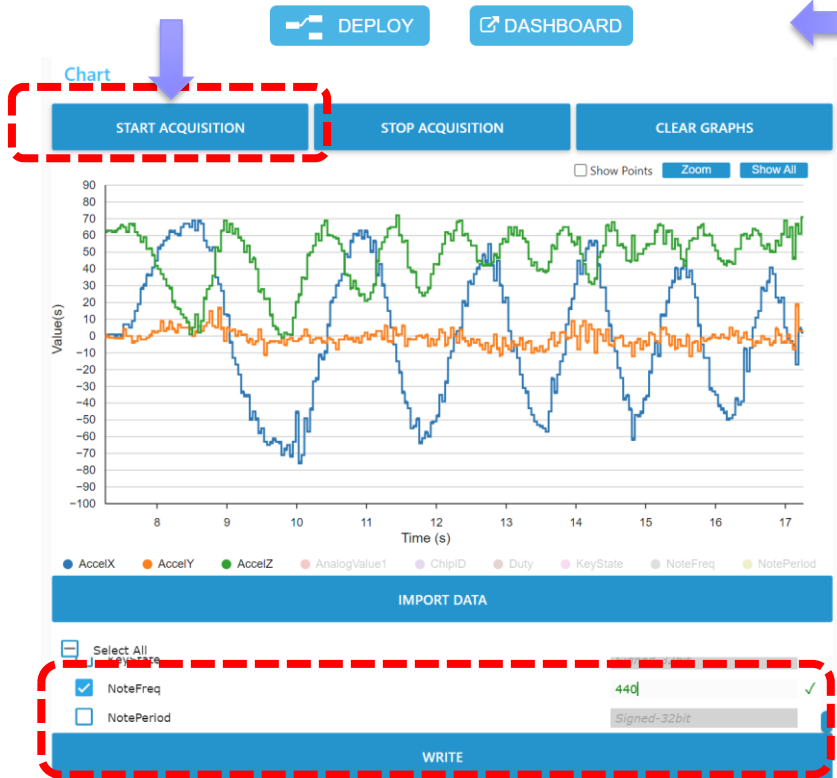 DEPLOY DASHBOARD
Chart
START ACQUISITION STOP ACQUISITION CLEAR GRAPHS
Show Points Zoom Show All
90
80
70
60
50
40
30
20
10
0
−10
−20
−30
−40
−50
−60
−70
−80
−90
−100
Value(s)
8 9 10 11 12 13 14 15 16 17
Time (s)
AccelX AccelY AccelZ AnalogValue1 ChipID Duty KeyState NoteFreq NotePeriod
IMPORT DATA
Select All
KeyState Signed-32bit
NoteFreq 440
NotePeriod Signed-32bit
WRITE